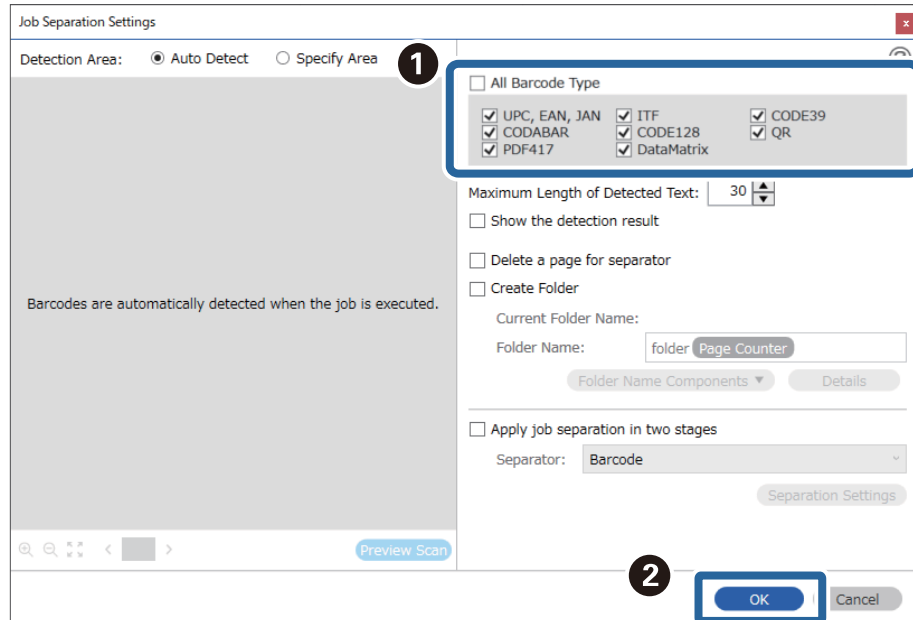 Job Separation Settings
x
Detection Area: Auto Detect Specify Area
1
All Barcode Type
UPC, EAN, JAN ITF CODE39
CODABAR CODE128 QR
PDF417 DataMatrix
Maximum Length of Detected Text: 30
Show the detection result
Delete a page for separator
Create Folder
Barcodes are automatically detected when the job is executed.
Current Folder Name:
Folder Name: folder Page Counter
Folder Name Components Details
Apply job separation in two stages
Separator: Barcode
Separation Settings
Preview Scan
2
OK Cancel